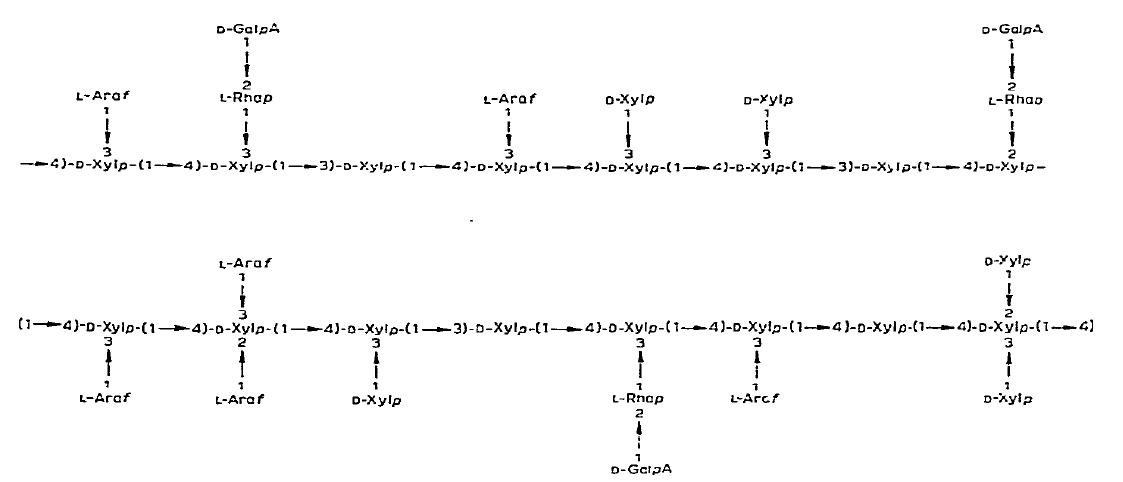 D-GalpA D-GalpA
1 1
2 2
L-Araf L-Rhap L-Araf D-Xylp D-Xylp L-Rhap
1 1 1 1 1 1
3 3 3 3 3 2
→4)-D-Xylp-(1→4)-D-Xylp-(1→3)-D-Xylp-(1→4)-D-Xylp-(1→4)-D-Xylp-(1→4)-D-Xylp-(1→3)-D-Xylp-(1→4)-D-Xylp-
L-Araf D-Xylp
1 1
3 2
(1→4)-D-Xylp-(1→4)-D-Xylp-(1→4)-D-Xylp-(1→3)-D-Xylp-(1→4)-D-Xylp-(1→4)-D-Xylp-(1→4)-D-Xylp-(1→4)-D-Xylp-(1→4)
3 2 3 3 3 3
1 1 1 1 1 1
L-Araf L-Araf D-Xylp L-Rhap L-Araf D-Xylp
2
1
D-GalpA